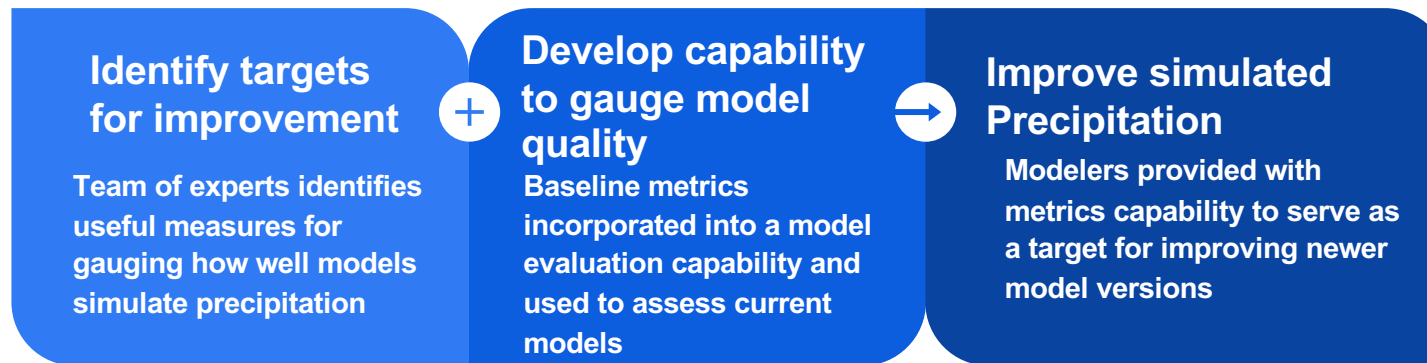 Identify targets
for improvement
Team of experts identifies
useful measures for
gauging how well models
simulate precipitation
Develop capability
to gauge model
quality
Baseline metrics
incorporated into a model
evaluation capability and
used to assess current
models
Improve simulated
Precipitation
Modelers provided with
metrics capability to serve as
a target for improving newer
model versions